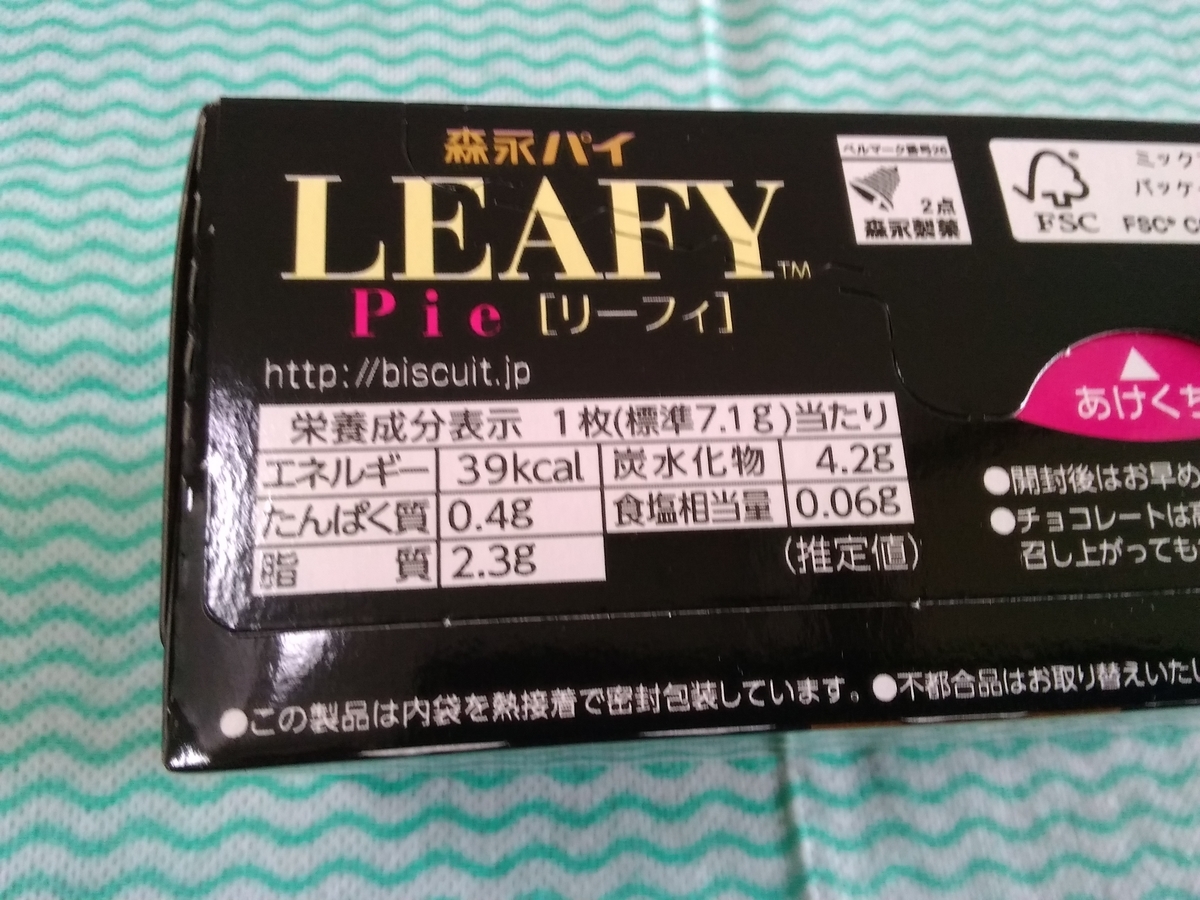 森永パイ
LEAFY™
Pie [リーフィ]
http://biscuit.jp
栄養成分表示 1枚(標準7.1g)当たり
エネルギー 39kcal 炭水化物 4.2g
たんぱく質 0.4g 食塩相当量 0.06g
脂 質 2.3g
(推定値)
ベルマーク番号26
2点
森永製菓
FSC
ミック
パッケ
FSC® C
あけくち
●開封後はお早め
●チョコレートは
召し上がっても
●この製品は内袋を熱接着で密封包装しています。●不都合品はお取り替えいたし